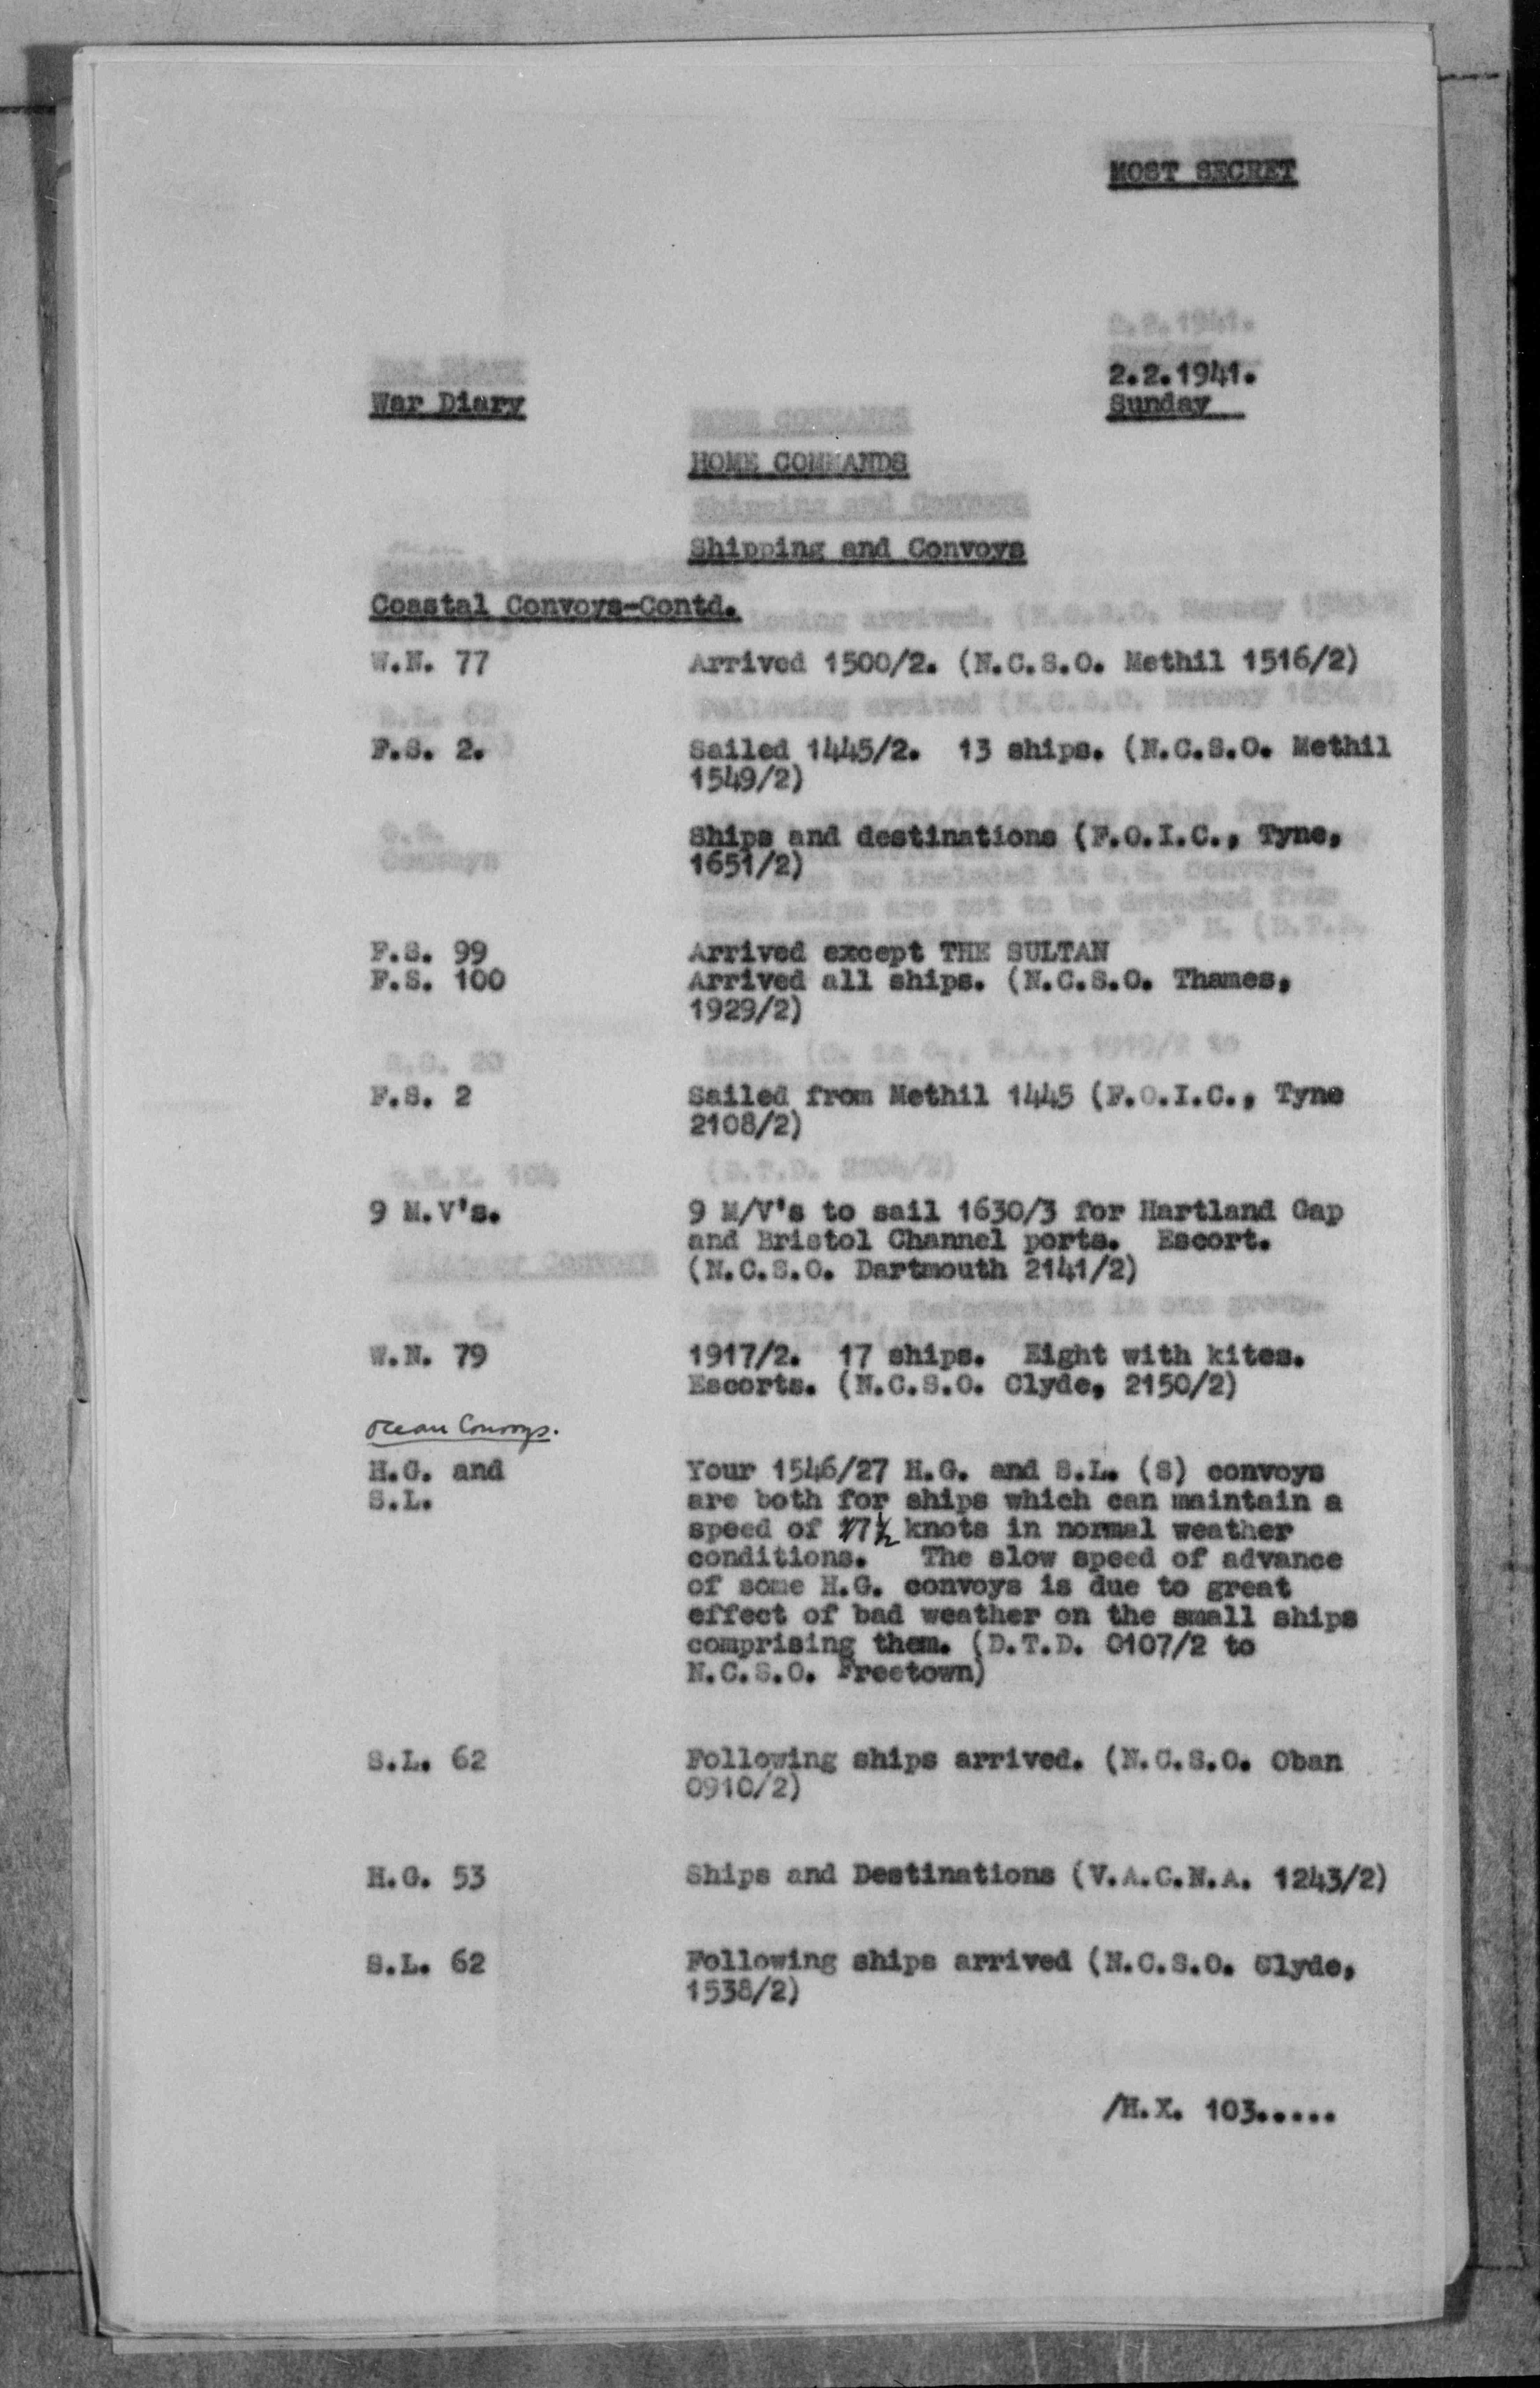 MOST SECRET
2.2.1941.
War Diary
Sunday
HOME COMMANDS
Shipping and Convoys
Coastal Convoys-Contd.
W.N. 77 Arrived 1500/2. (N.C.S.O. Methil 1516/2)
F.S. 2. Sailed 1445/2. 13 ships. (N.C.S.O. Methil
1549/2)
Ships and destinations (F.O.I.C., Tyne,
1651/2)
F.S. 99 Arrived except THE SULTAN
F.S. 100 Arrived all ships. (N.C.S.O. Thames,
1929/2)
F.S. 2 Sailed from Methil 1445 (F.O.I.C., Tyne
2108/2)
9 M.V's. 9 M/V's to sail 1630/3 for Hartland Gap
and Bristol Channel ports. Escort.
(N.C.S.O. Dartmouth 2141/2)
W.N. 79 1917/2. 17 ships. Eight with kites.
Escorts. (N.C.S.O. Clyde, 2150/2)
Ocean Convoys.
H.G. and Your 1546/27 H.G. and S.L. (S) convoys
S.L. are both for ships which can maintain a
speed of 7½ knots in normal weather
conditions. The slow speed of advance
of some H.G. convoys is due to great
effect of bad weather on the small ships
comprising them. (D.T.D. 0107/2 to
N.C.S.O. Freetown)
S.L. 62 Following ships arrived. (N.C.S.O. Oban
0910/2)
H.G. 53 Ships and Destinations (V.A.C.N.A. 1243/2)
S.L. 62 Following ships arrived (N.C.S.O. Clyde,
1538/2)
/H.X. 103.....